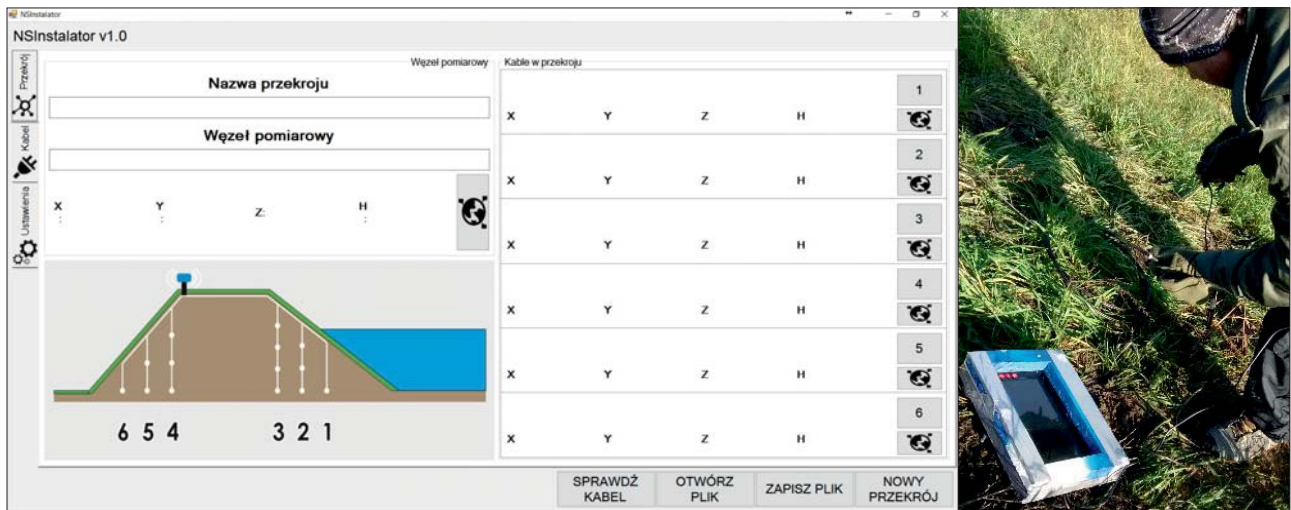 NSInstalator
NSInstalator v1.0
Przekrój
Kabel
Ustawienia
Węzeł pomiarowy
Nazwa przekroju
Węzeł pomiarowy
X Y Z: H
: : :
6 5 4 3 2 1
Kable w przekroju
1
X Y Z H
2
X Y Z H
3
X Y Z H
4
X Y Z H
5
X Y Z H
6
X Y Z H
SPRAWDŹ
KABEL
OTWÓRZ
PLIK
ZAPISZ PLIK
NOWY
PRZEKRÓJ